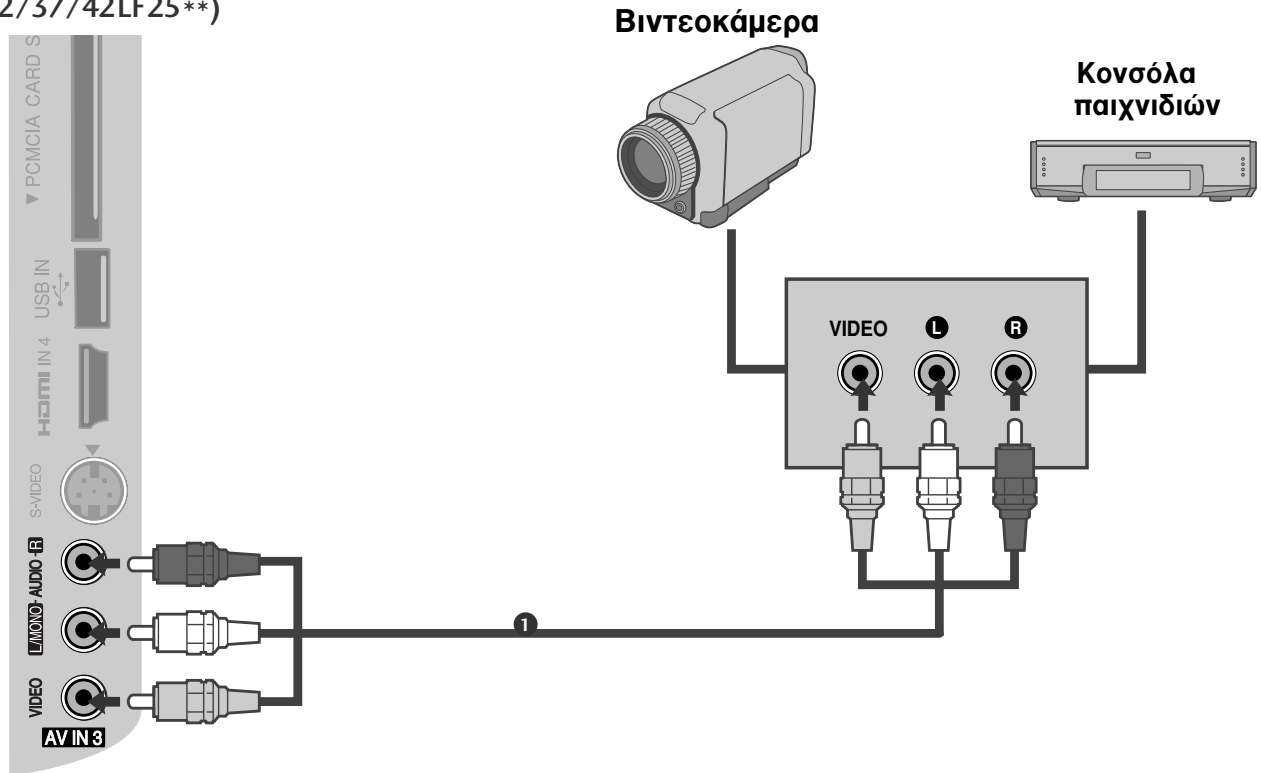 2/37//42LF25**)
Βιντεοκάμερα
Κονσόλα
παιχνιδιών
▼ PCMCIA CARD S
USB IN
HDMI IN 4
S-VIDEO
L/MONO- AUDIO -R
VIDEO
AV IN 3
VIDEO L R
1